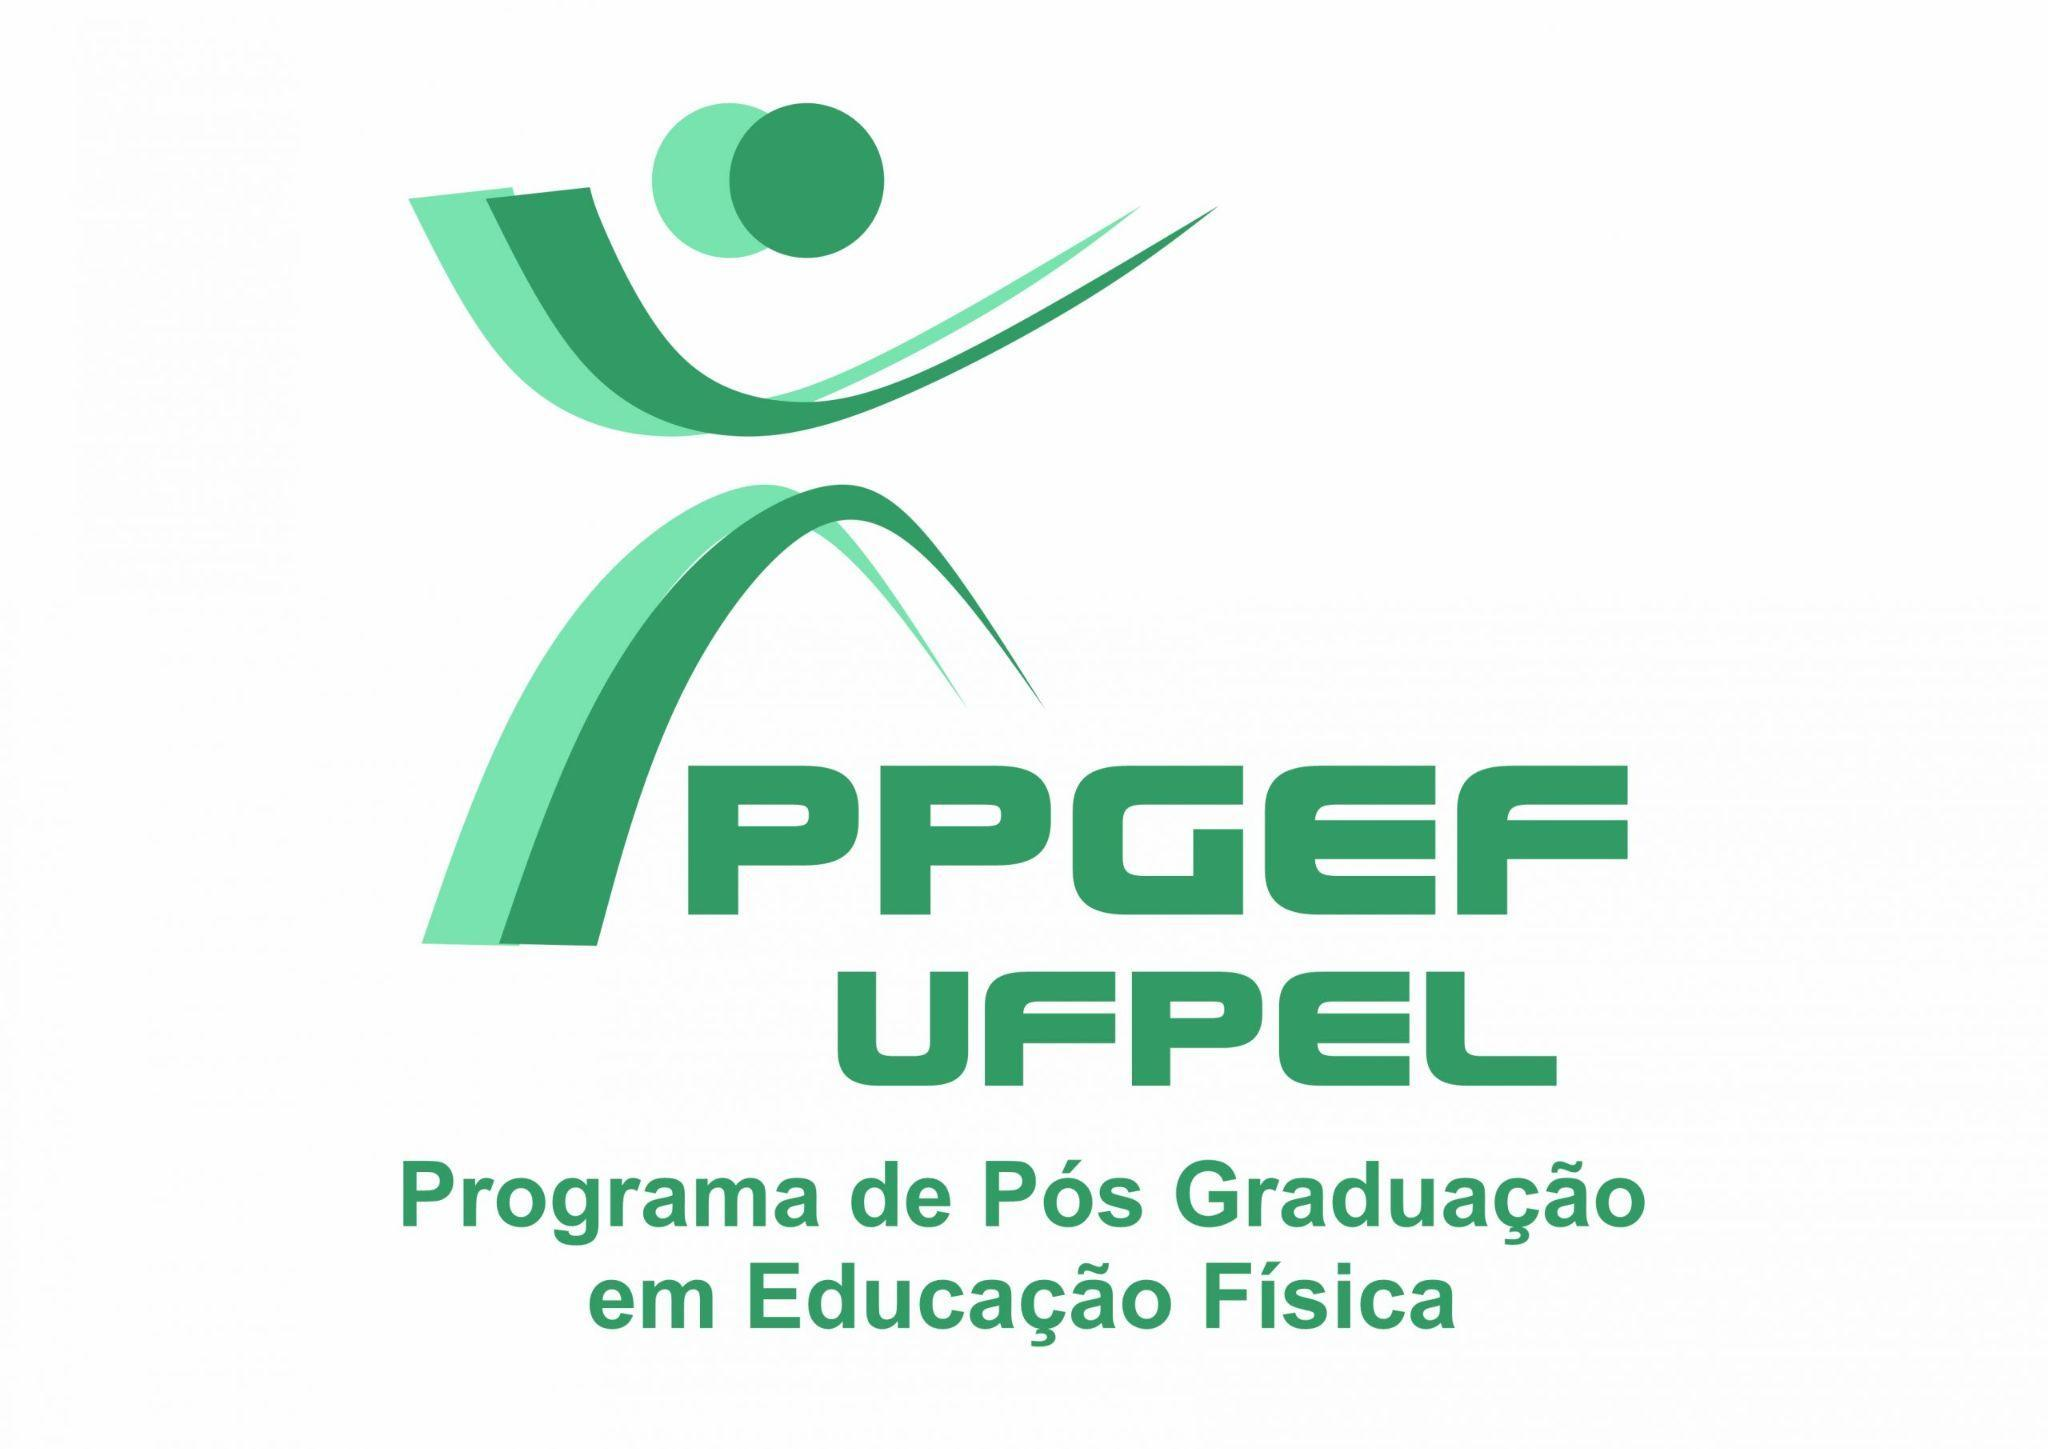 PPGEF
UFPEL
Programa de Pós Graduação
em Educação Física